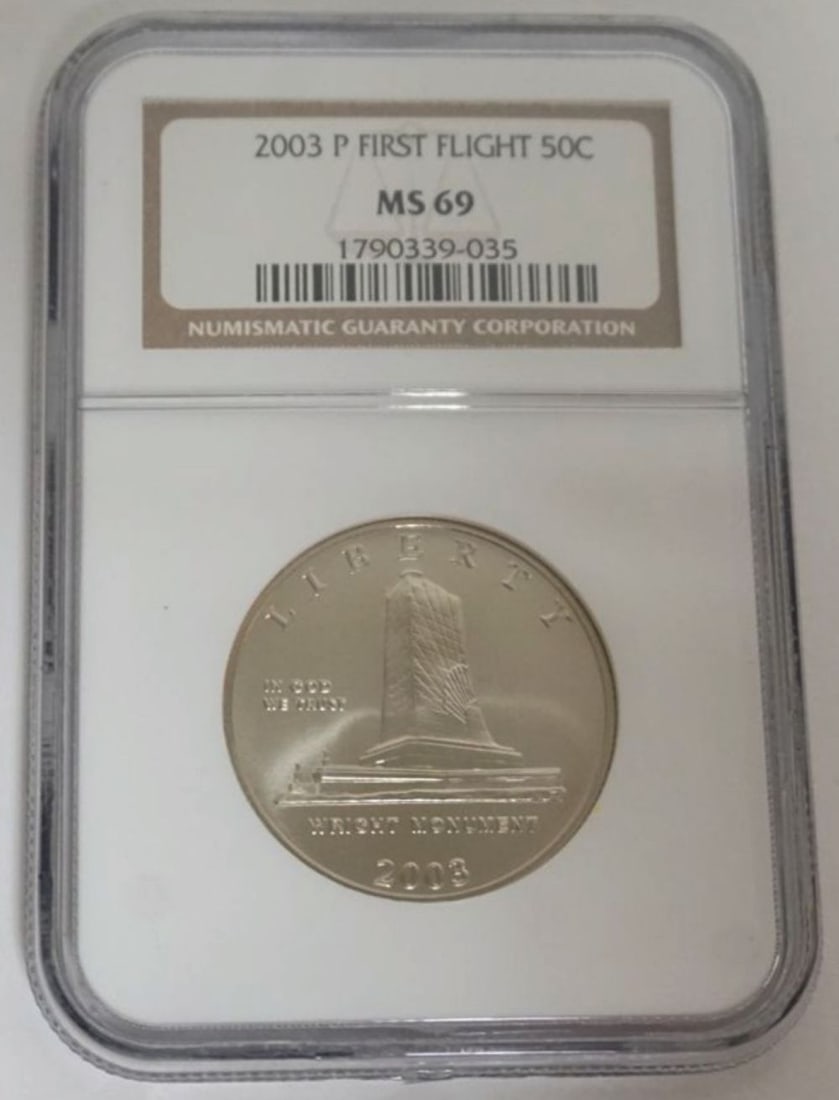 2003 P FIRST FLIGHT 50C
MS 69
1790339-035
NUMISMATIC GUARANTY CORPORATION
LIBERTY
IN GOD
WE TRUST
WRIGHT MONUMENT
2003